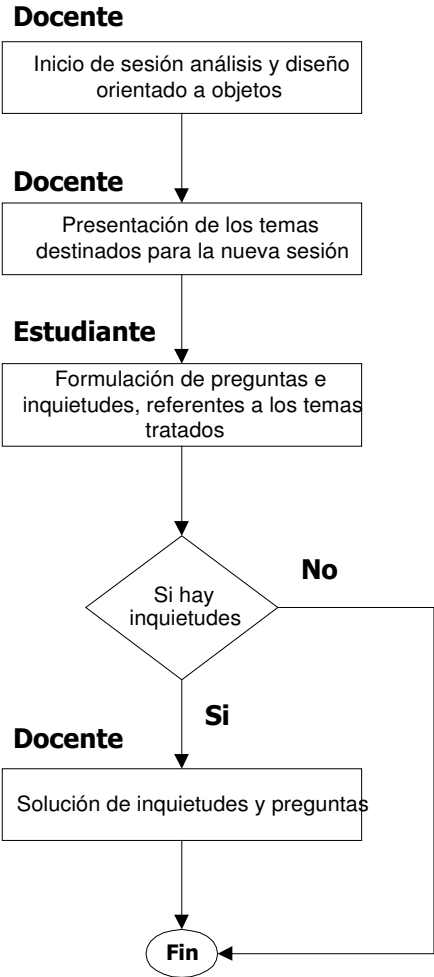 Docente
Inicio de sesión análisis y diseño
orientado a objetos
Docente
Presentación de los temas
destinados para la nueva sesión
Estudiante
Formulación de preguntas e
inquietudes, referentes a los temas
tratados
Si hay
inquietudes
No
Si
Docente
Solución de inquietudes y preguntas
Fin